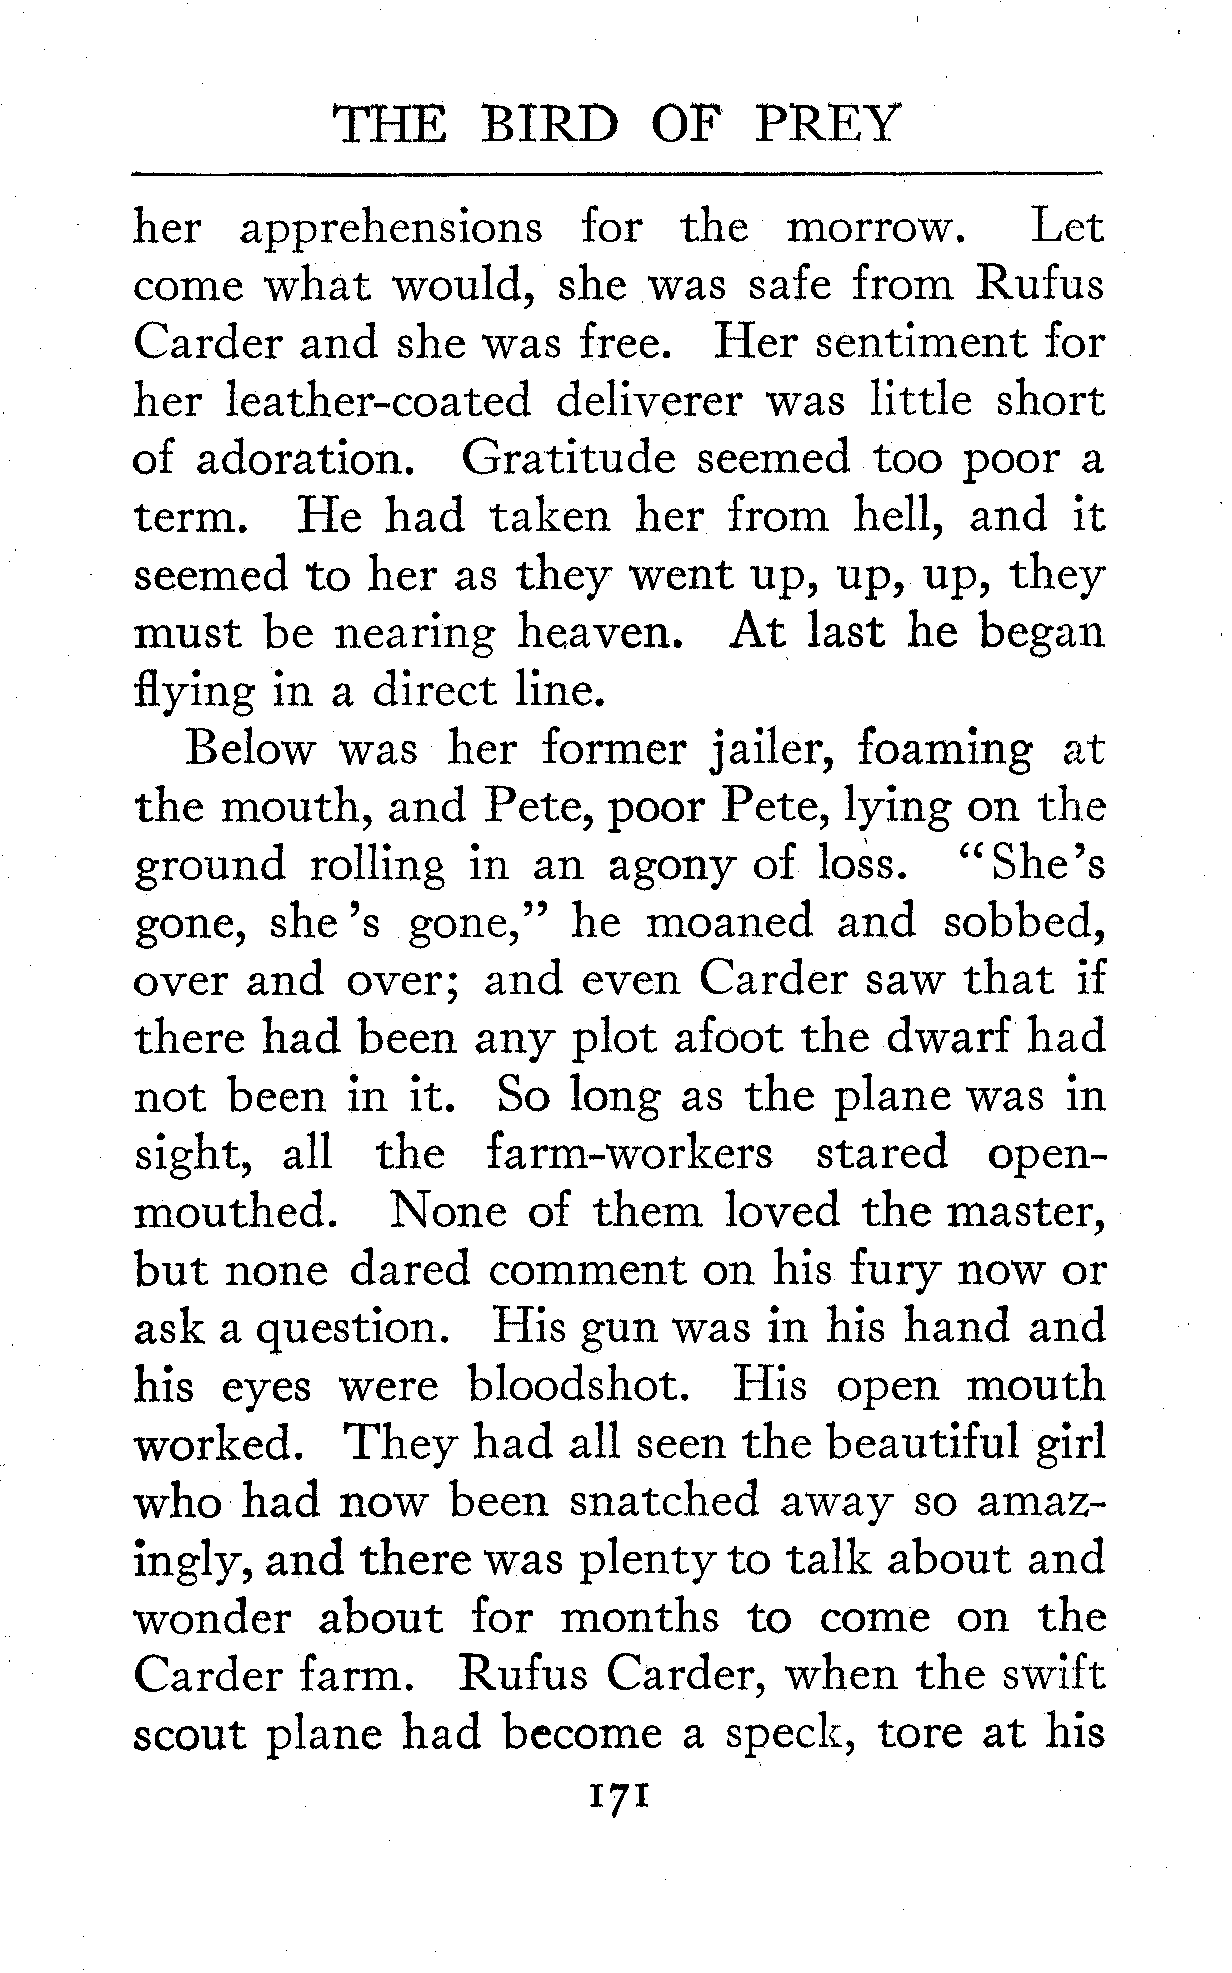 THE BIRD OF PREY
her apprehensions for the morrow. Let
come what would, she was safe from Rufus
Carder and she was free. Her sentiment for
her leather-coated deliverer was little short
of adoration. Gratitude seemed too poor a
term. He had taken her from hell, and it
seemed to her as they went up, up, up, they
must be nearing heaven. At last he began
flying in a direct line.
Below was her former jailer, foaming at
the mouth, and Pete, poor Pete, lying on the
ground rolling in an agony of loss. "She's
gone, she 's gone," he moaned and sobbed,
over and over; and even Carder saw that if
there had been any plot afoot the dwarf had
not been in it. So long as the plane was in
sight, all the farm-workers stared open-
mouthed. None of them loved the master,
but none dared comment on his fury now or
ask a question. His gun was in his hand and
his eyes were bloodshot. His open mouth
worked. They had all seen the beautiful girl
who had now been snatched away so amaz-
ingly, and there was plenty to talk about and
wonder about for months to come on the
Carder farm. Rufus Carder, when the swift
scout plane had become a speck, tore at his
171